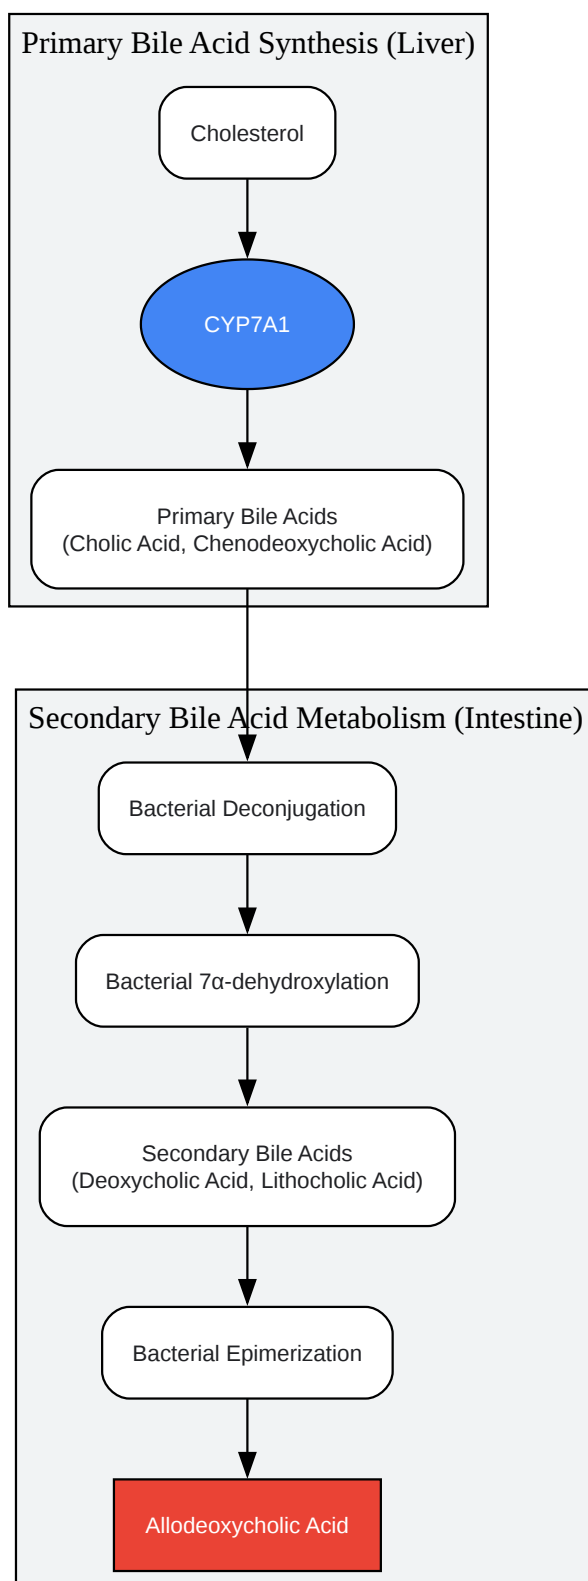 Primary Bile Acid Synthesis (Liver)
Cholesterol
CYP7A1
Primary Bile Acids
(Cholic Acid, Chenodeoxycholic Acid)
Secondary Bile Acid Metabolism (Intestine)
Bacterial Deconjugation
Bacterial 7α-dehydroxylation
Secondary Bile Acids
(Deoxycholic Acid, Lithocholic Acid)
Bacterial Epimerization
Allodeoxycholic Acid